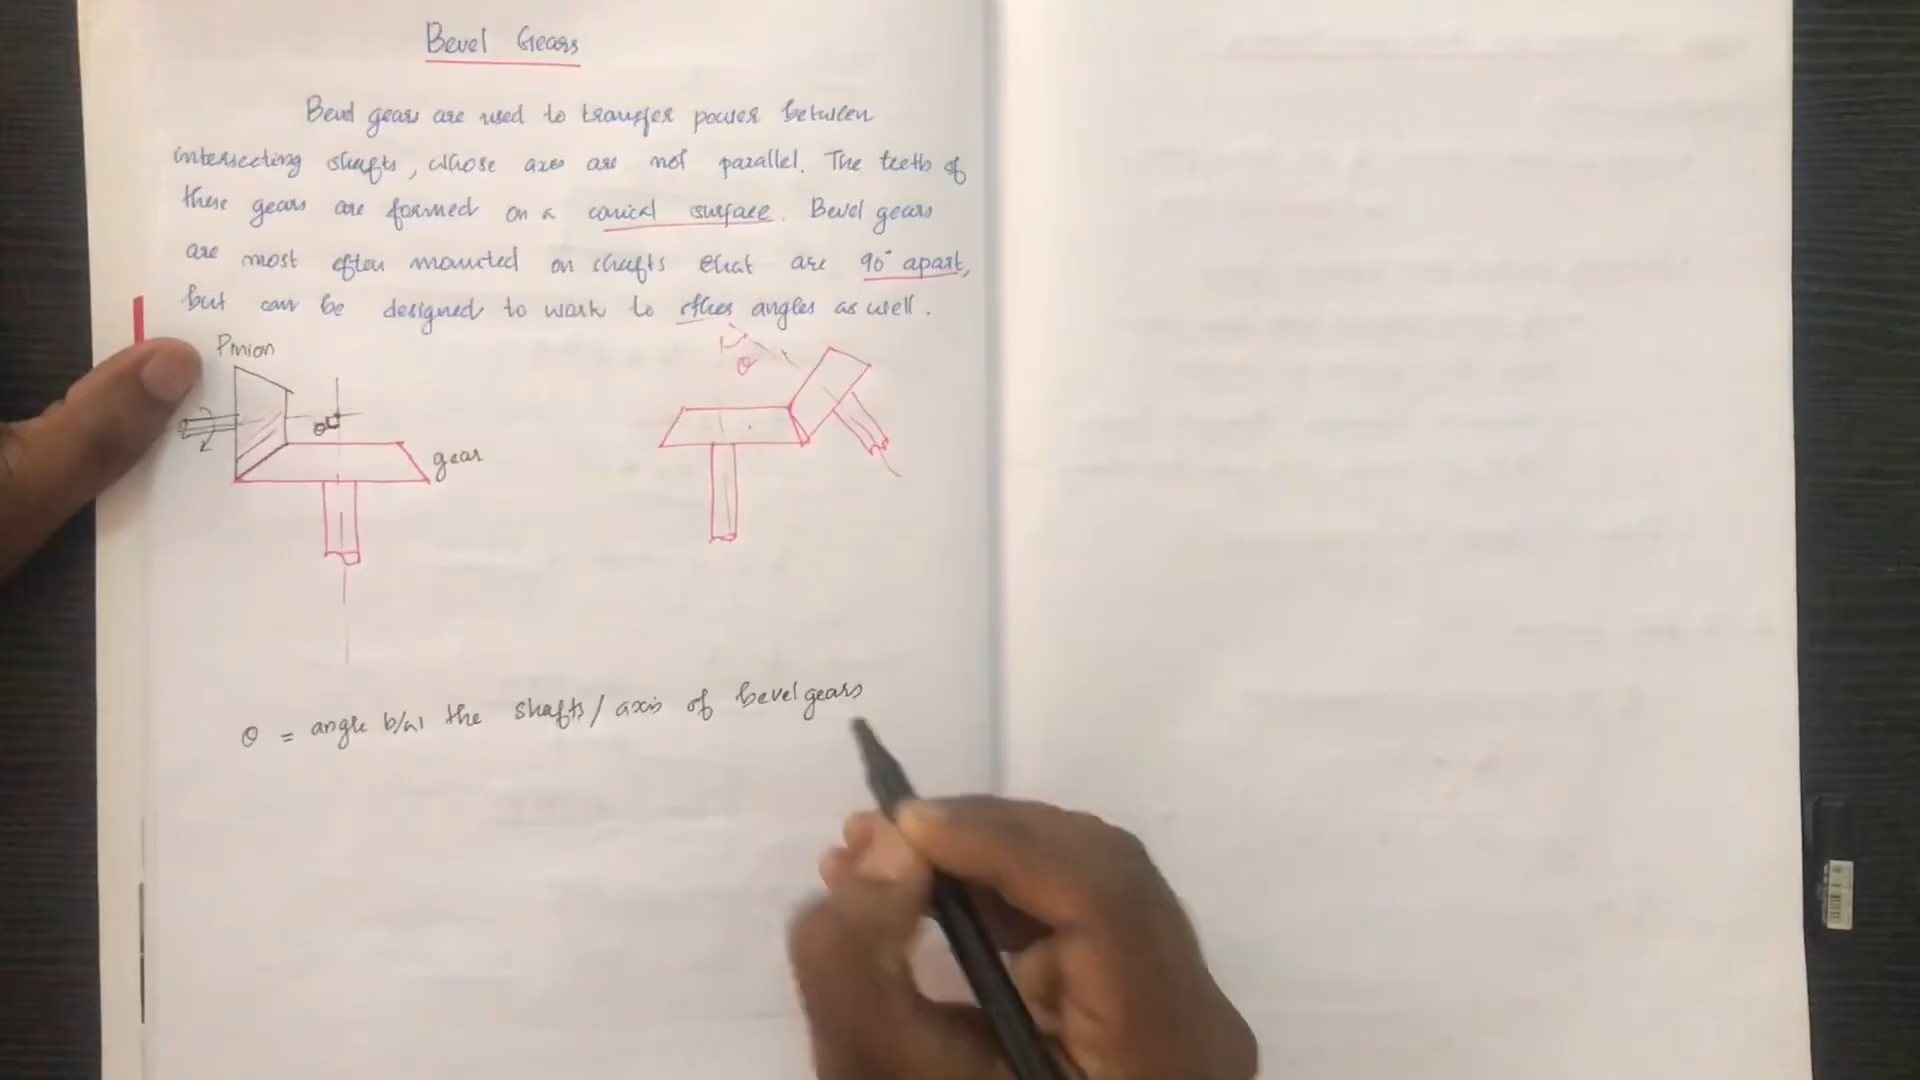 Bevel Gears
Bevel gears are used to transfer power between
intersecting shafts, whose axes are not parallel. The teeth of
these gears are formed on a conical surface. Bevel gears
are most often mounted on shafts that are 90° apart,
but can be designed to work to other angles as well.
Pinion
θ
θ
gear
θ = angle b/w the shafts / axis of bevel gears